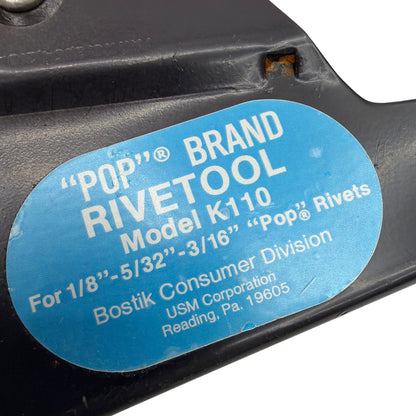 "POP"® BRAND
RIVETOOL
Model K110
For 1/8"-5/32"-3/16" "Pop"® Rivets
Bostik Consumer Division
USM Corporation
Reading, Pa. 19605